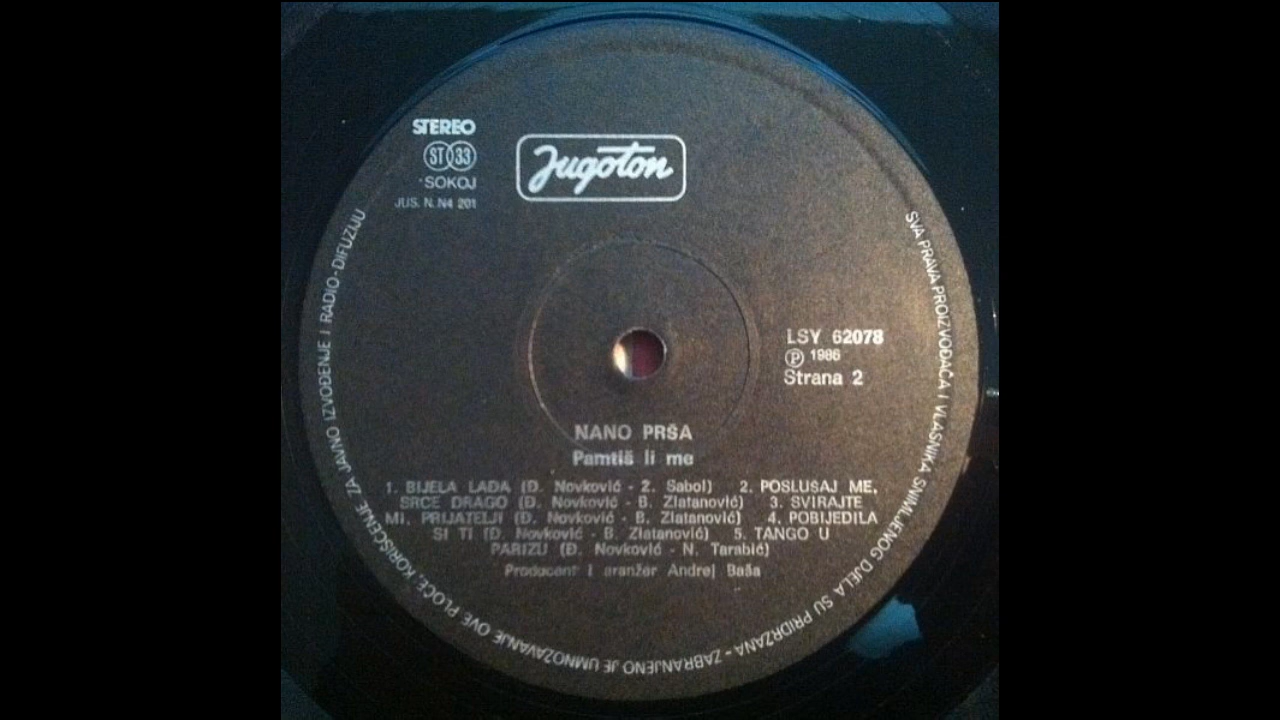 STEREO
ST 33
SOKOJ
JUS. N. N4 201
Jugoton
LSY 62078
Ⓟ 1986
Strana 2
NANO PRŠA
Pamtiš li me
1. BIJELA LAĐA (Đ. Novković - Ž. Sabol) 2. POSLUŠAJ ME,
SRCE DRAGO (Đ. Novković - B. Zlatanović) 3. SVIRAJTE
MI, PRIJATELJI (Đ. Novković - B. Zlatanović) 4. POBIJEDILA
SI TI (Đ. Novković - B. Zlatanović) 5. TANGO U
PARIZU (Đ. Novković - N. Tarabić)
Producent i aranžer Andrej Baša
SVA PRAVA PROIZVOĐAČA I VLASNIKA SNIMLJENOG DJELA SU PRIDRŽANA - ZABRANJENO JE UMNOŽAVANJE OVE PLOČE, KORIŠĆENJE ZA JAVNO IZVOĐENJE I RADIO-DIFUZIJU